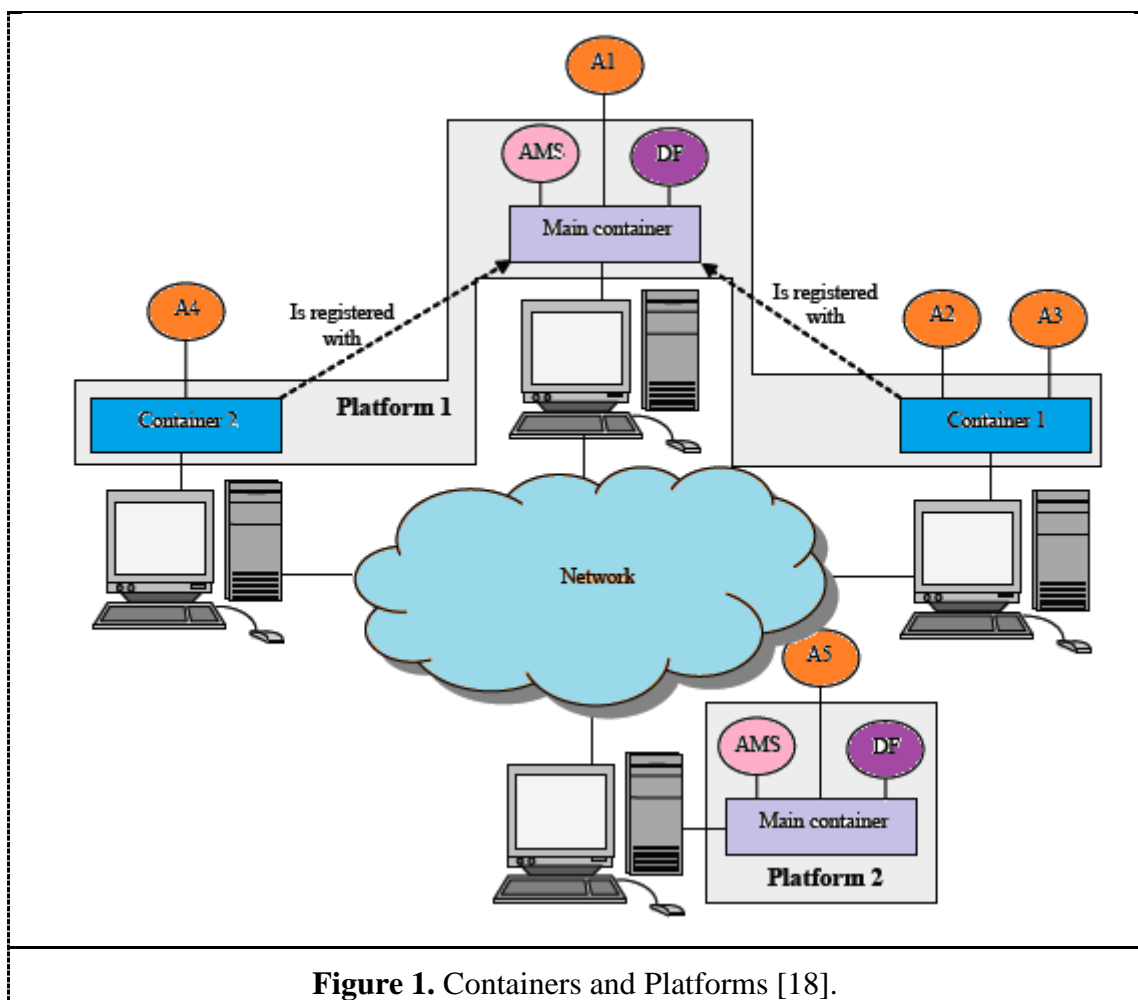 A1
AMS
DF
Main container
A4
Is registered
with
Is registered
with
A2
A3
Container 2
Platform 1
Container 1
Network
A5
AMS
DF
Main container
Platform 2
Figure 1. Containers and Platforms [18].